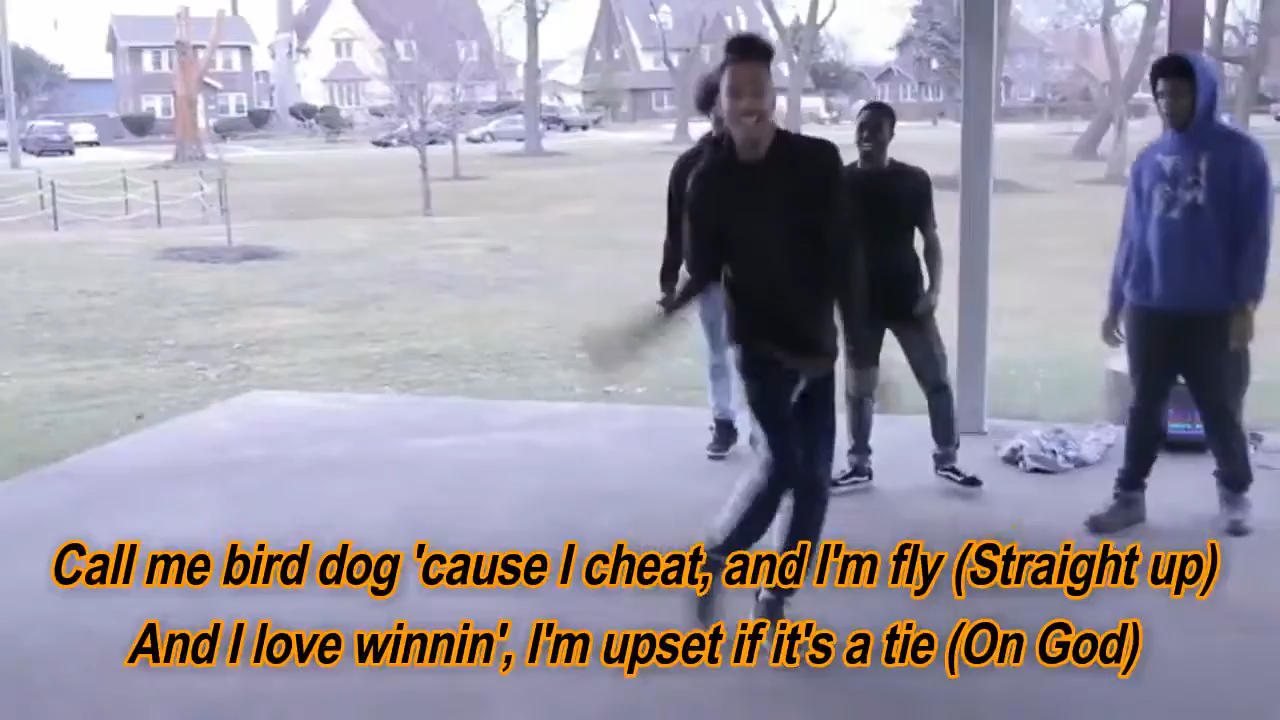 Call me bird dog 'cause I cheat, and I'm fly (Straight up)
And I love winnin', I'm upset if it's a tie (On God)